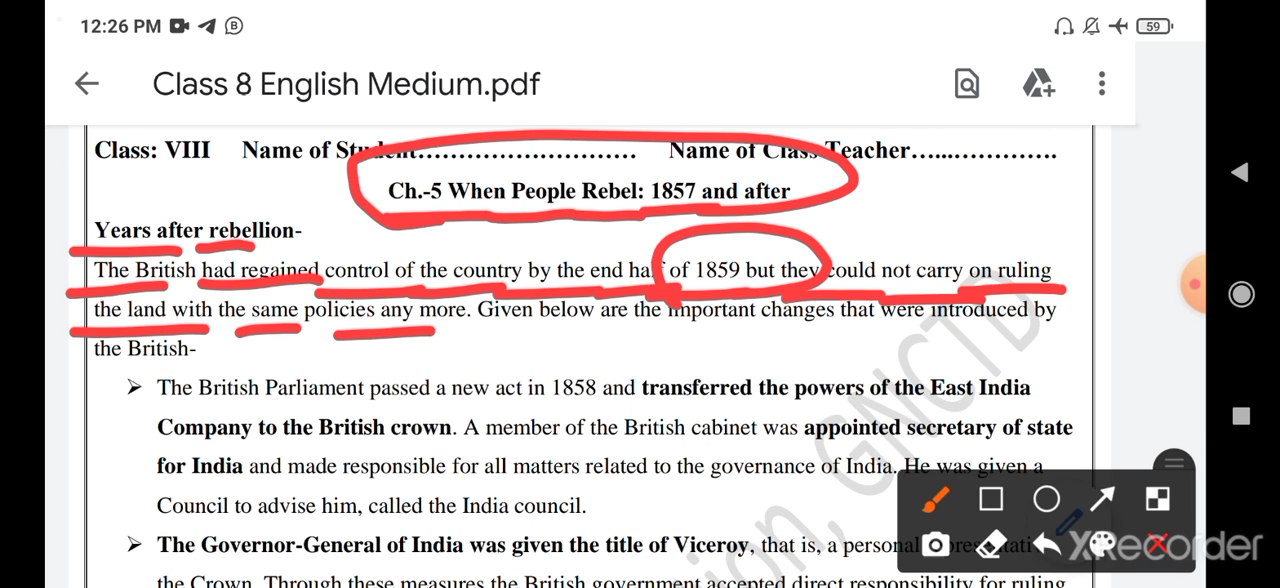 12:26 PM
59
Class 8 English Medium.pdf
Class: VIII Name of Student………………………… Name of Class Teacher…...………….
Ch.-5 When People Rebel: 1857 and after
Years after rebellion-
The British had regained control of the country by the end half of 1859 but they could not carry on ruling
the land with the same policies any more. Given below are the important changes that were introduced by
the British-
➢ The British Parliament passed a new act in 1858 and transferred the powers of the East India
Company to the British crown. A member of the British cabinet was appointed secretary of state
for India and made responsible for all matters related to the governance of India. He was given a
Council to advise him, called the India council.
➢ The Governor-General of India was given the title of Viceroy, that is, a personal
the Crown. Through these measures the British government accepted direct responsibility for ruling
GNCTD
XRecorder